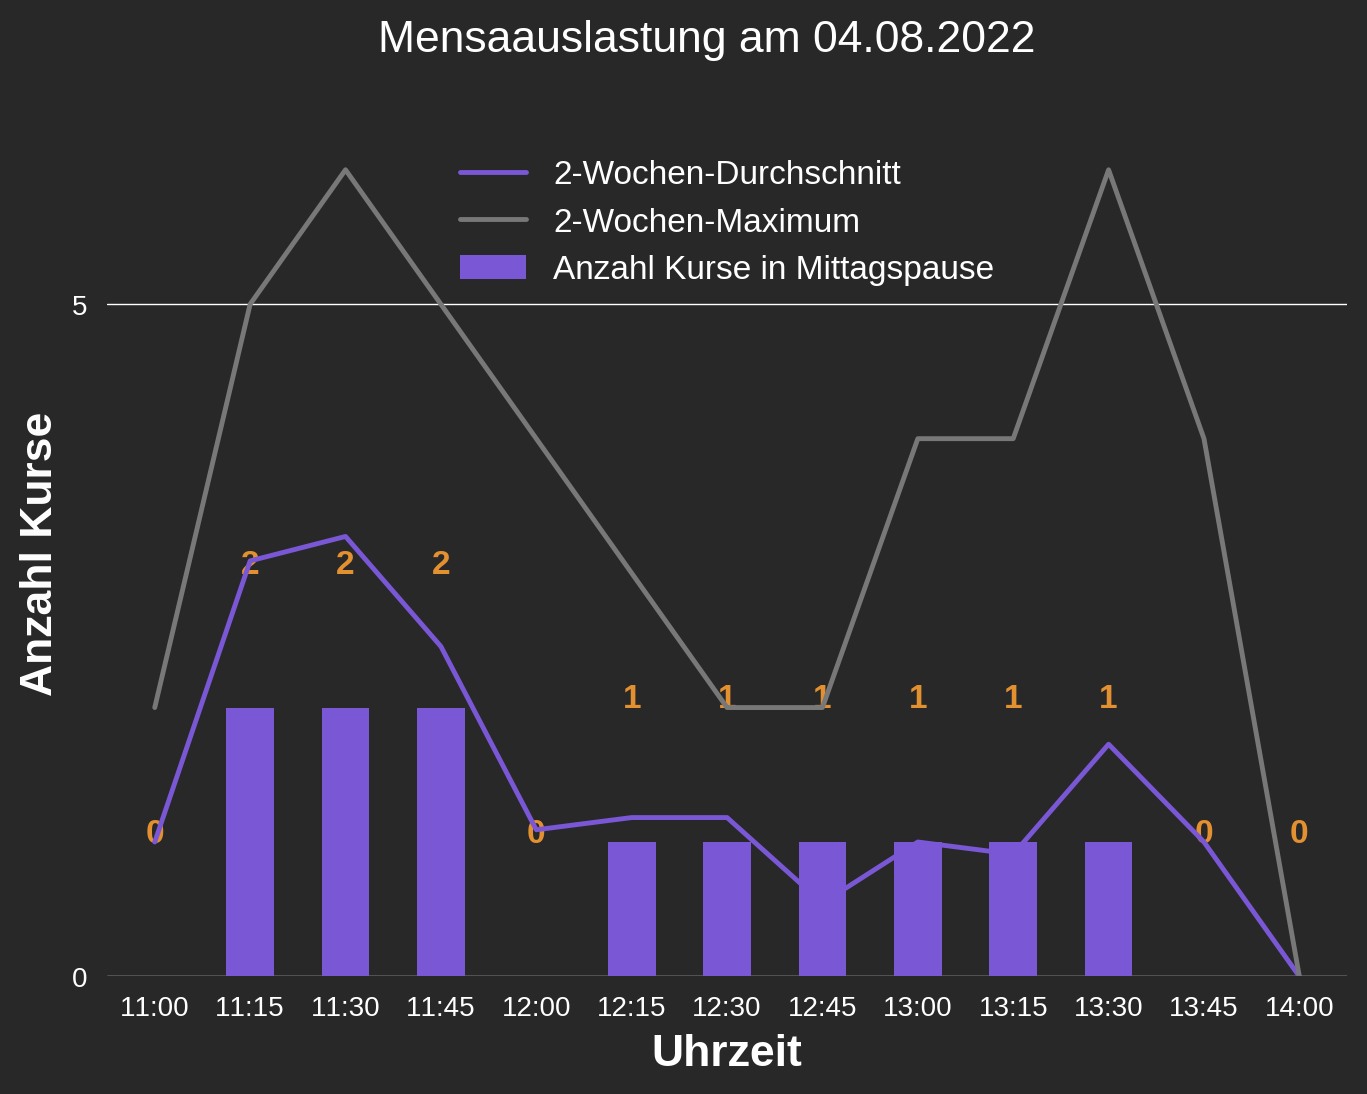 Mensaauslastung am 04.08.2022
2-Wochen-Durchschnitt
2-Wochen-Maximum
Anzahl Kurse in Mittagspause
5
0
Anzahl Kurse
0
2
2
2
0
1
1
1
1
1
1
0
0
11:00 11:15 11:30 11:45 12:00 12:15 12:30 12:45 13:00 13:15 13:30 13:45 14:00
Uhrzeit